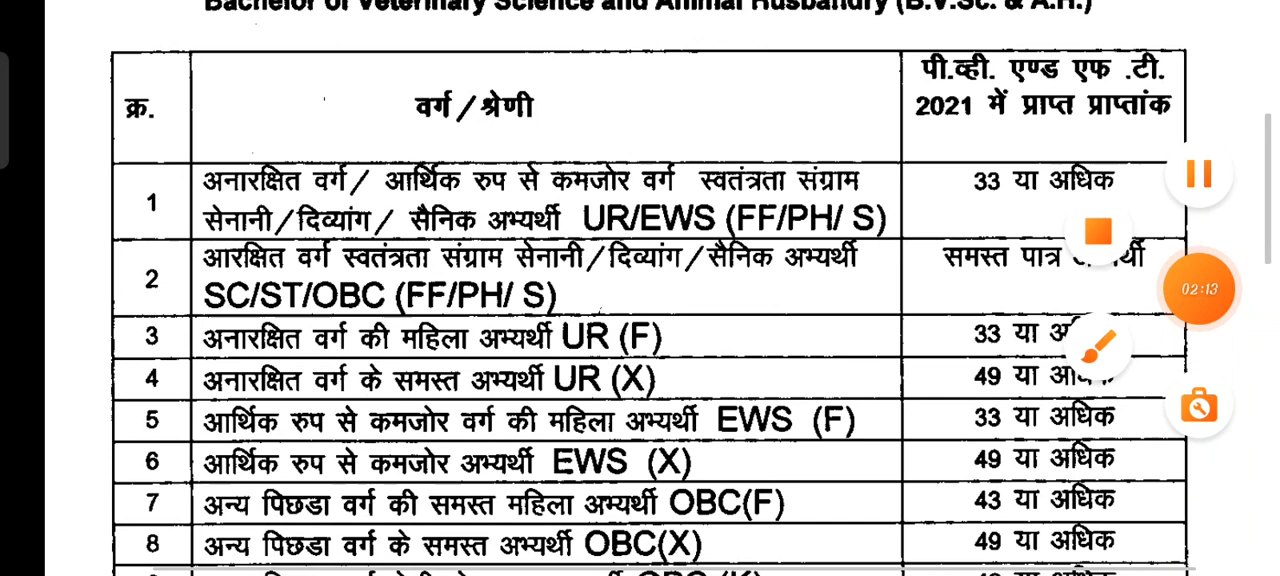 Bachelor of Veterinary Science and Animal Husbandry (B.V.Sc. & A.H.)
क्र. वर्ग / श्रेणी पी.व्ही. एण्ड एफ .टी.
2021 में प्राप्त प्राप्तांक
1 अनारक्षित वर्ग / आर्थिक रुप से कमजोर वर्ग स्वतंत्रता संग्राम 33 या अधिक
सेनानी / दिव्यांग / सैनिक अभ्यर्थी UR/EWS (FF/PH/ S)
2 आरक्षित वर्ग स्वतंत्रता संग्राम सेनानी / दिव्यांग / सैनिक अभ्यर्थी समस्त पात्र
SC/ST/OBC (FF/PH/ S)
02:13
3 अनारक्षित वर्ग की महिला अभ्यर्थी UR (F) 33 या
4 अनारक्षित वर्ग के समस्त अभ्यर्थी UR (X) 49 या
5 आर्थिक रुप से कमजोर वर्ग की महिला अभ्यर्थी EWS (F) 33 या अधिक
6 आर्थिक रुप से कमजोर अभ्यर्थी EWS (X) 49 या अधिक
7 अन्य पिछडा वर्ग की समस्त महिला अभ्यर्थी OBC(F) 43 या अधिक
8 अन्य पिछडा वर्ग के समस्त अभ्यर्थी OBC(X) 49 या अधिक